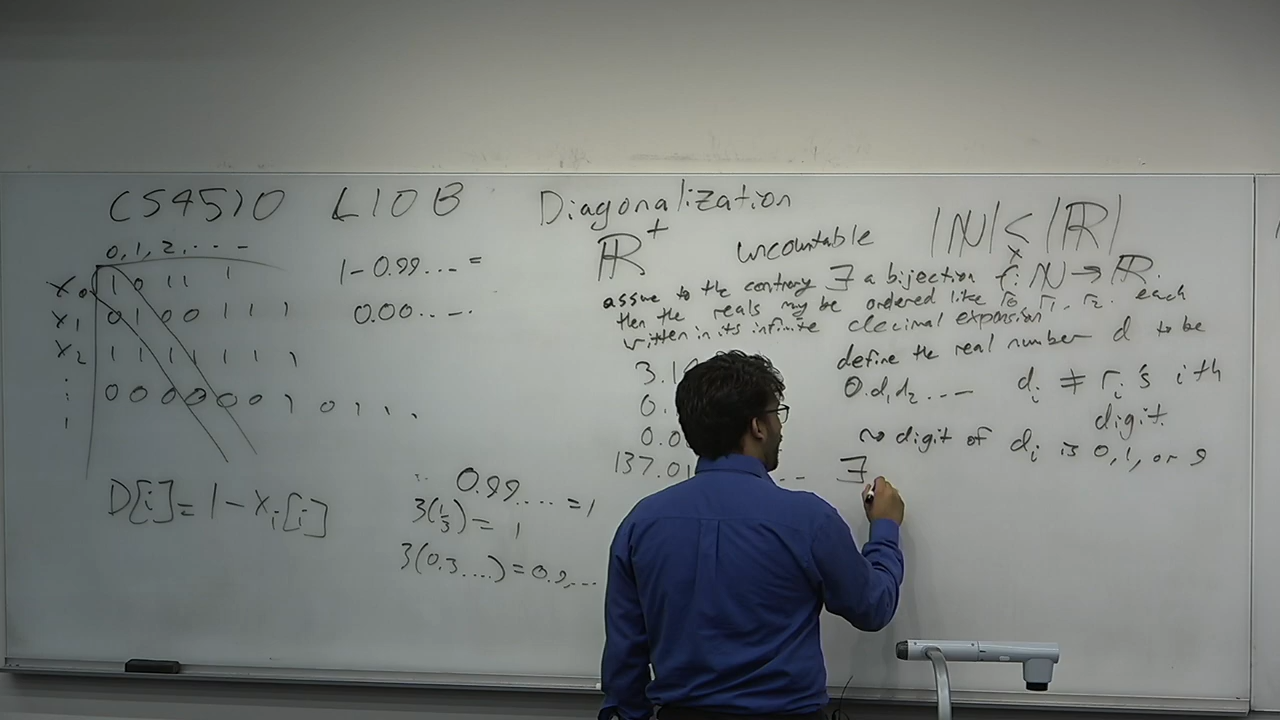 CS4510 L10B Diagonalization
0,1,2,...
x0 1 0 1 1 1
x1 0 1 0 0 1 1 1
x2 1 1 1 1 1 1 1
⋮ 0 0 0 0 0 0 1 0 1 1 . .
D[i] = 1 - xi[i]
1 - 0.99... =
0.00....
0.99.... = 1
3(1/3) = 1
3(0.3....) = 0.9....
ℝ+ uncountable |ℕ| < |ℝ|
assume to the contrary ∃ a bijection f: ℕ → ℝ.
then the reals may be ordered like r0, r1, r2. each
written in its infinite decimal expansion
3.1
0.
0.0
137.01 ...
define the real number d to be
0.d1d2.... di ≠ ri's ith
digit.
no digit of di is 0,1, or 9
∃